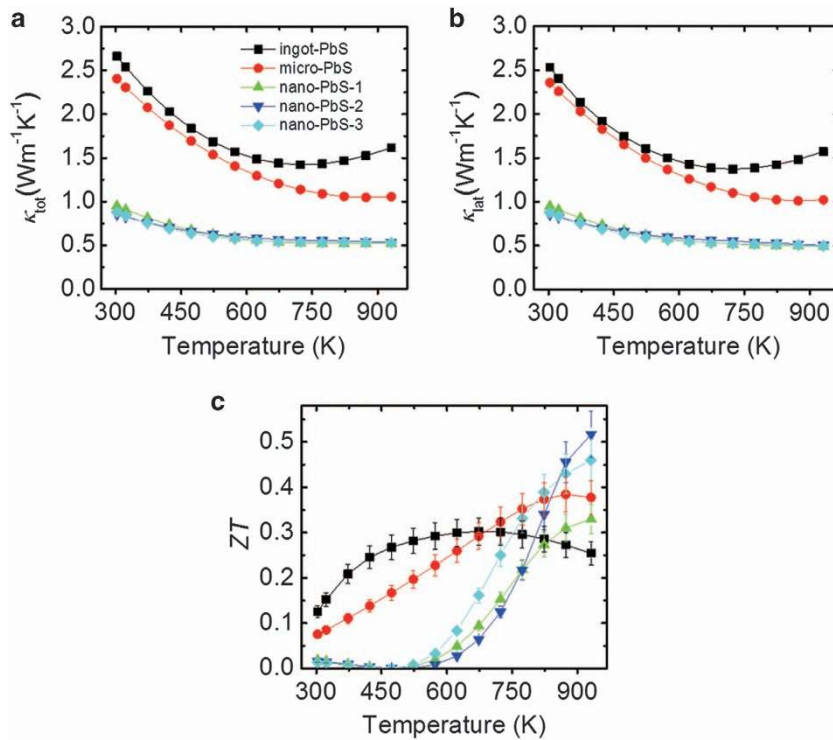 a
3.0
2.5
2.0
1.5
1.0
0.5
0.0
κtot(Wm⁻¹K⁻¹)
ingot-PbS
micro-PbS
nano-PbS-1
nano-PbS-2
nano-PbS-3
300 450 600 750 900
Temperature (K)
b
3.0
2.5
2.0
1.5
1.0
0.5
0.0
κlat(Wm⁻¹K⁻¹)
300 450 600 750 900
Temperature (K)
c
0.5
0.4
0.3
0.2
0.1
0.0
ZT
300 450 600 750 900
Temperature (K)